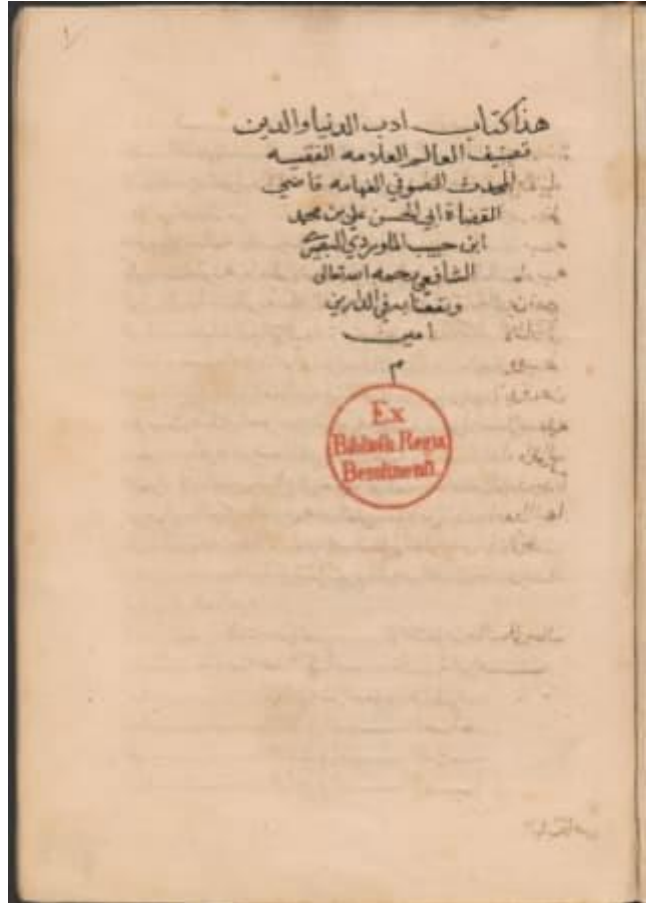 هذا كتاب ادب الدنيا والدين
تصنيف العالم العلامه الفقيه
المحدث الصوفي الفهامه قاضي
القضاة ابي الحسن علي بن محمد
ابن حبيب الماوردي البصري
الشافعي رحمه الله تعالى
ونفعنا به في الدارين
امين
م
Ex
Biblioth. Regia
Berolinensi.